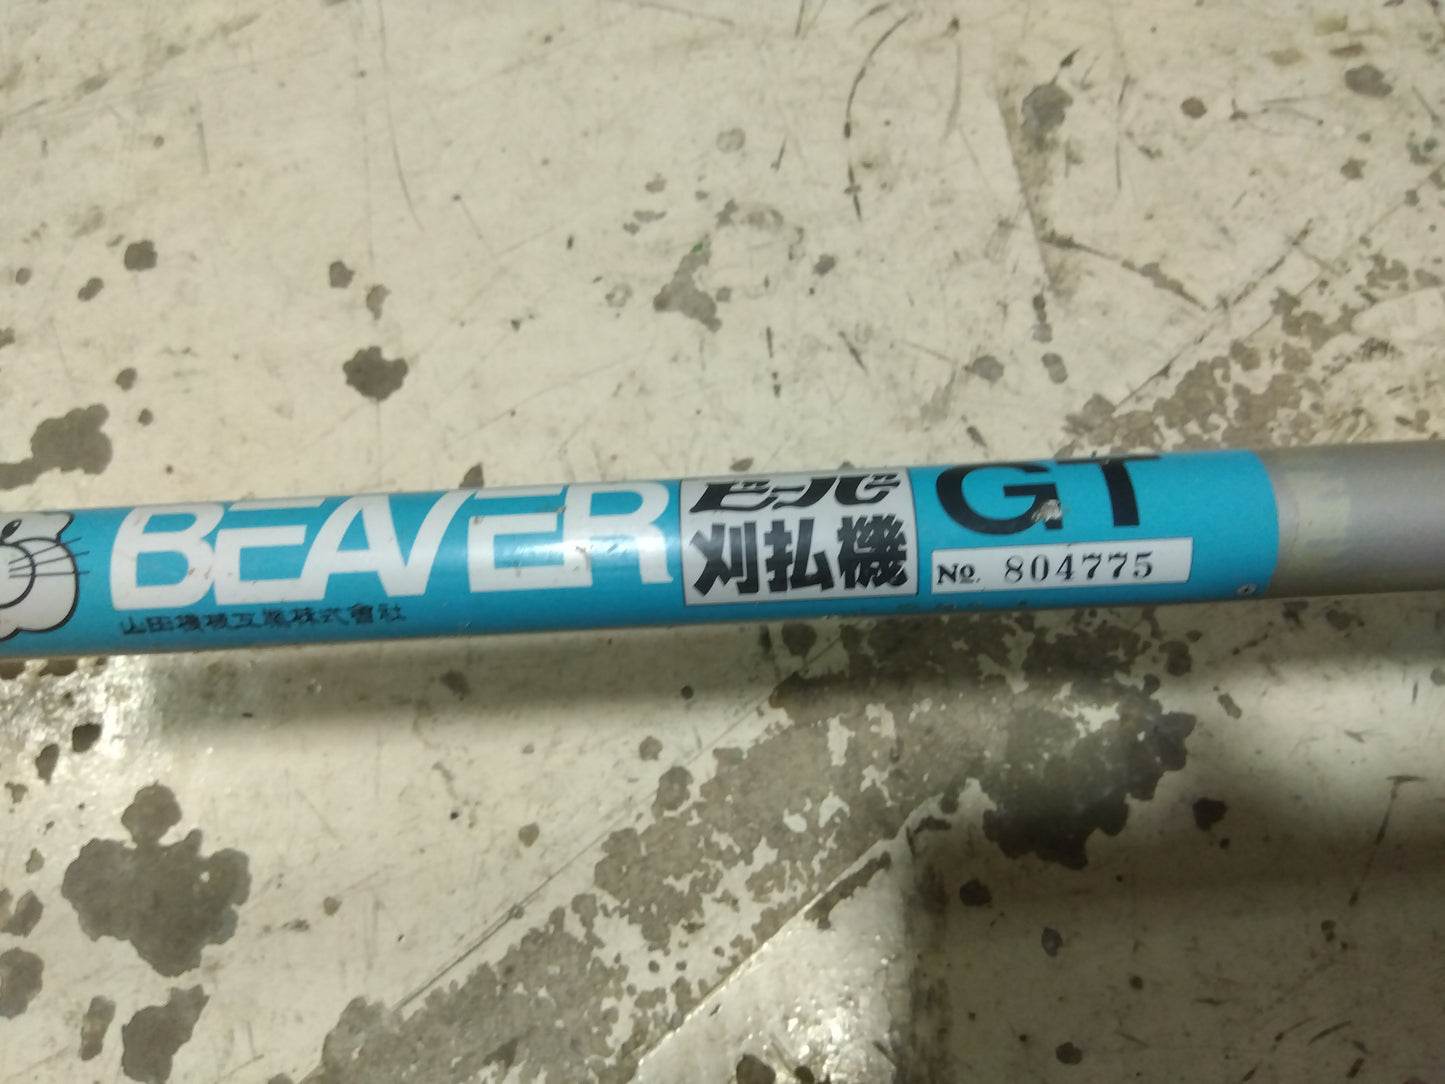 BEAVER
山田機械工業株式會社
ビーバー
刈払機
GT
No. 804775